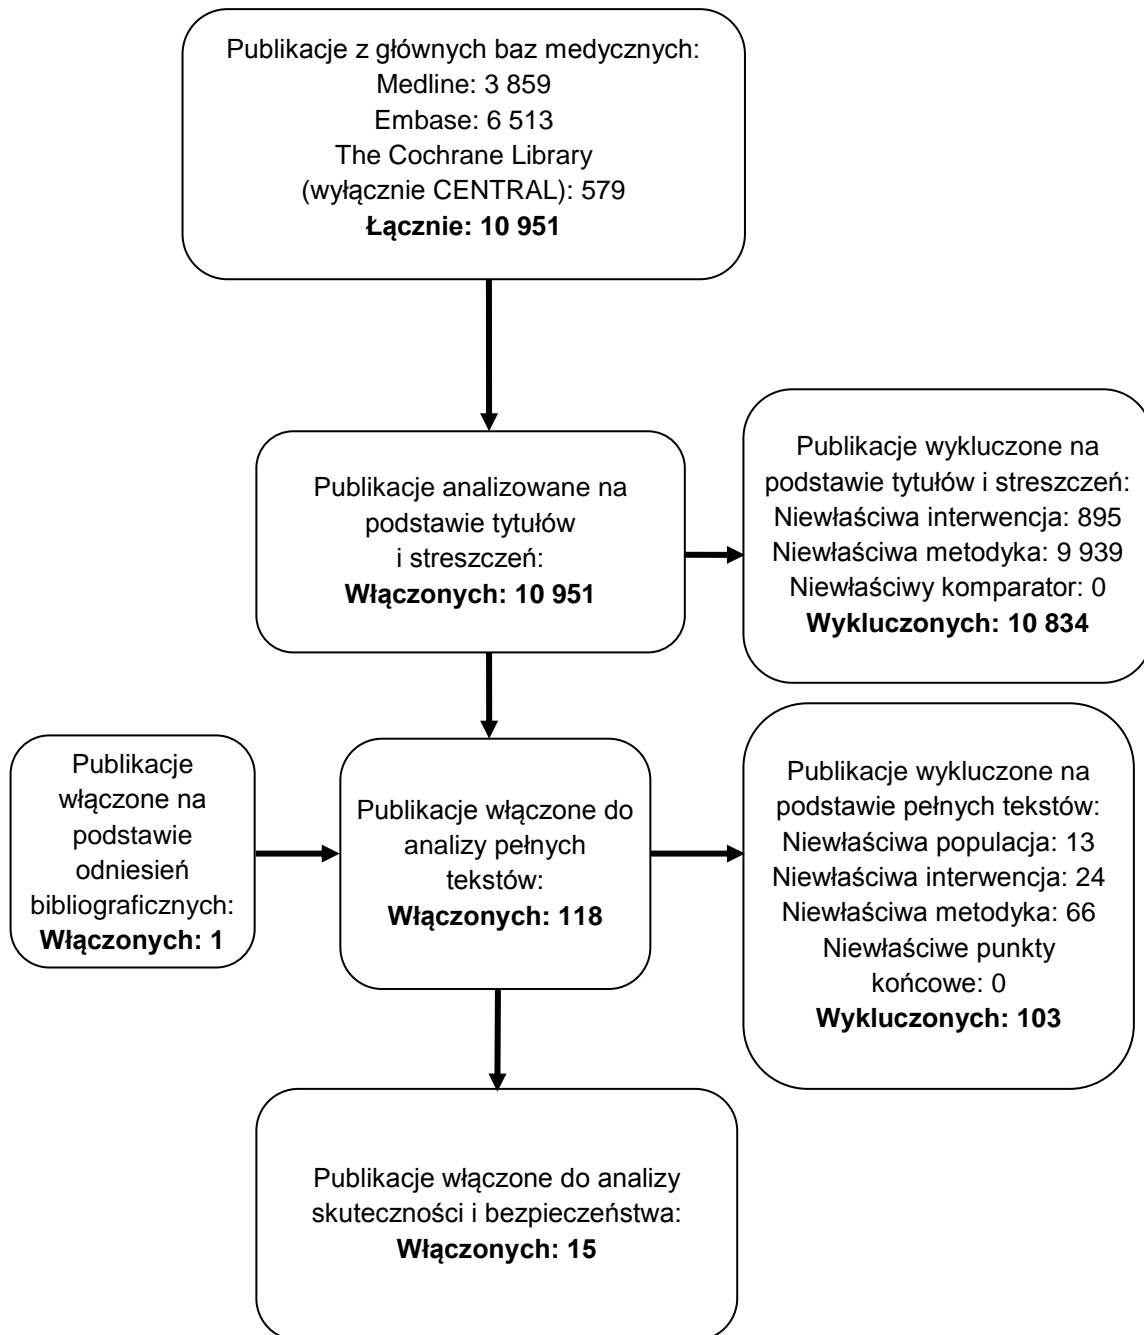 Publikacje z głównych baz medycznych:
Medline: 3 859
Embase: 6 513
The Cochrane Library
(wyłącznie CENTRAL): 579
Łącznie: 10 951
Publikacje analizowane na
podstawie tytułów
i streszczeń:
Włączonych: 10 951
Publikacje wykluczone na
podstawie tytułów i streszczeń:
Niewłaściwa interwencja: 895
Niewłaściwa metodyka: 9 939
Niewłaściwy komparator: 0
Wykluczonych: 10 834
Publikacje
włączone na
podstawie
odniesień
bibliograficznych:
Włączonych: 1
Publikacje włączone do
analizy pełnych
tekstów:
Włączonych: 118
Publikacje wykluczone na
podstawie pełnych tekstów:
Niewłaściwa populacja: 13
Niewłaściwa interwencja: 24
Niewłaściwa metodyka: 66
Niewłaściwe punkty
końcowe: 0
Wykluczonych: 103
Publikacje włączone do analizy
skuteczności i bezpieczeństwa:
Włączonych: 15